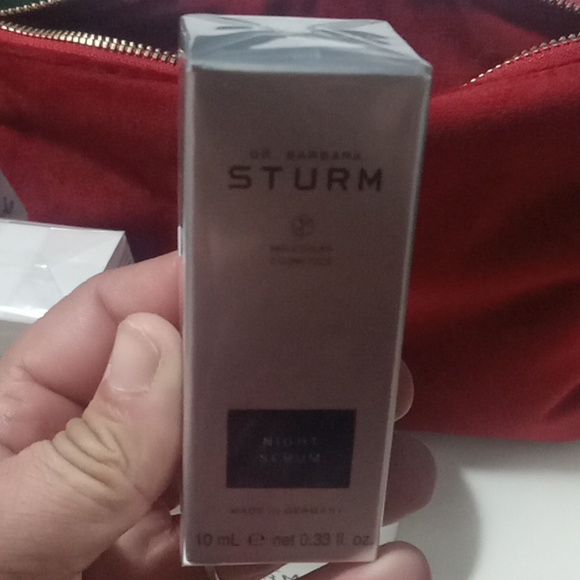 DR. BARBARA
STURM
MOLECULAR
COSMETICS
NIGHT
SERUM
MADE IN GERMANY
10 mL ℮ net 0.33 fl. oz.